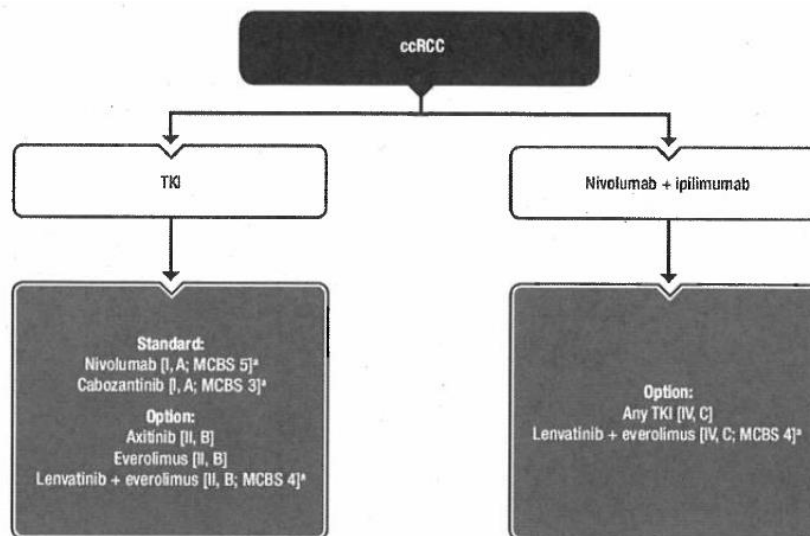 ccRCC
TKI
Nivolumab + ipilimumab
Standard:
Nivolumab [I, A; MCBS 5]ª
Cabozantinib [I, A; MCBS 3]ª
Option:
Axitinib [II, B]
Everolimus [II, B]
Lenvatinib + everolimus [II, B; MCBS 4]ª
Option:
Any TKI [IV, C]
Lenvatinib + everolimus [IV, C; MCBS 4]ª